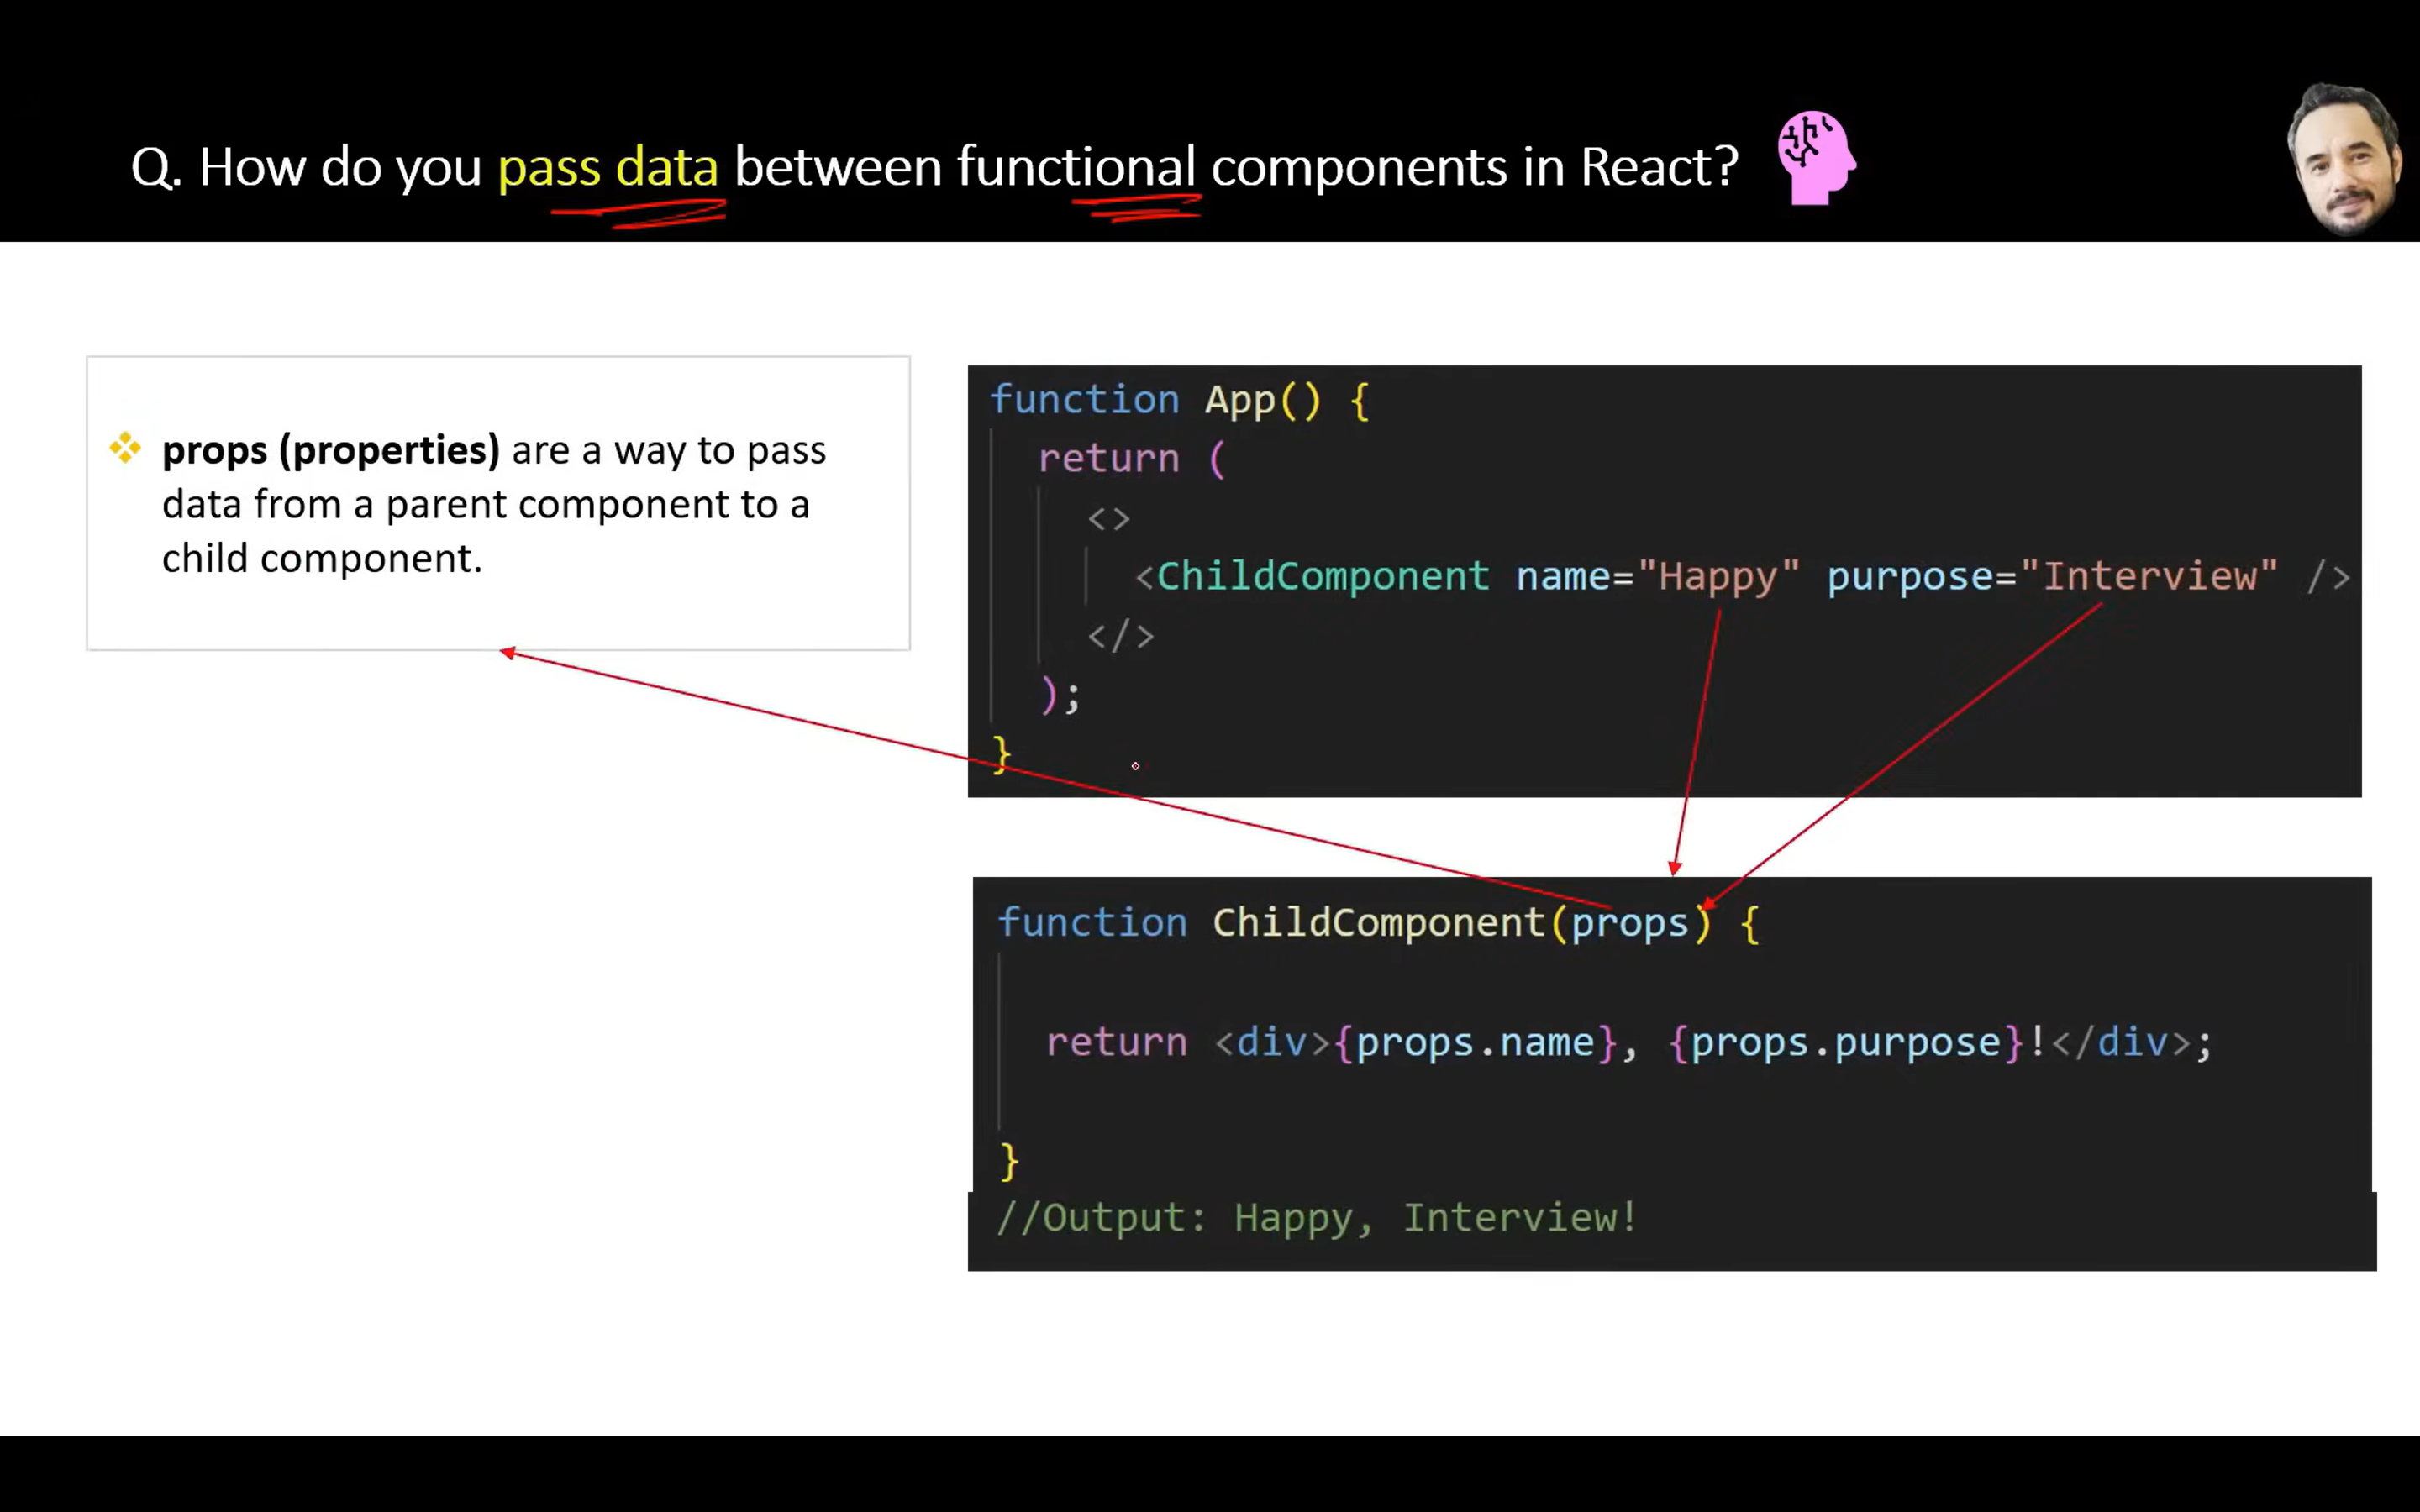 Q. How do you pass data between functional components in React?
props (properties) are a way to pass
data from a parent component to a
child component.
function App() {
return (
<>
<ChildComponent name="Happy" purpose="Interview" />
</>
);
}
function ChildComponent(props) {
return <div>{props.name}, {props.purpose}!</div>;
}
//Output: Happy, Interview!